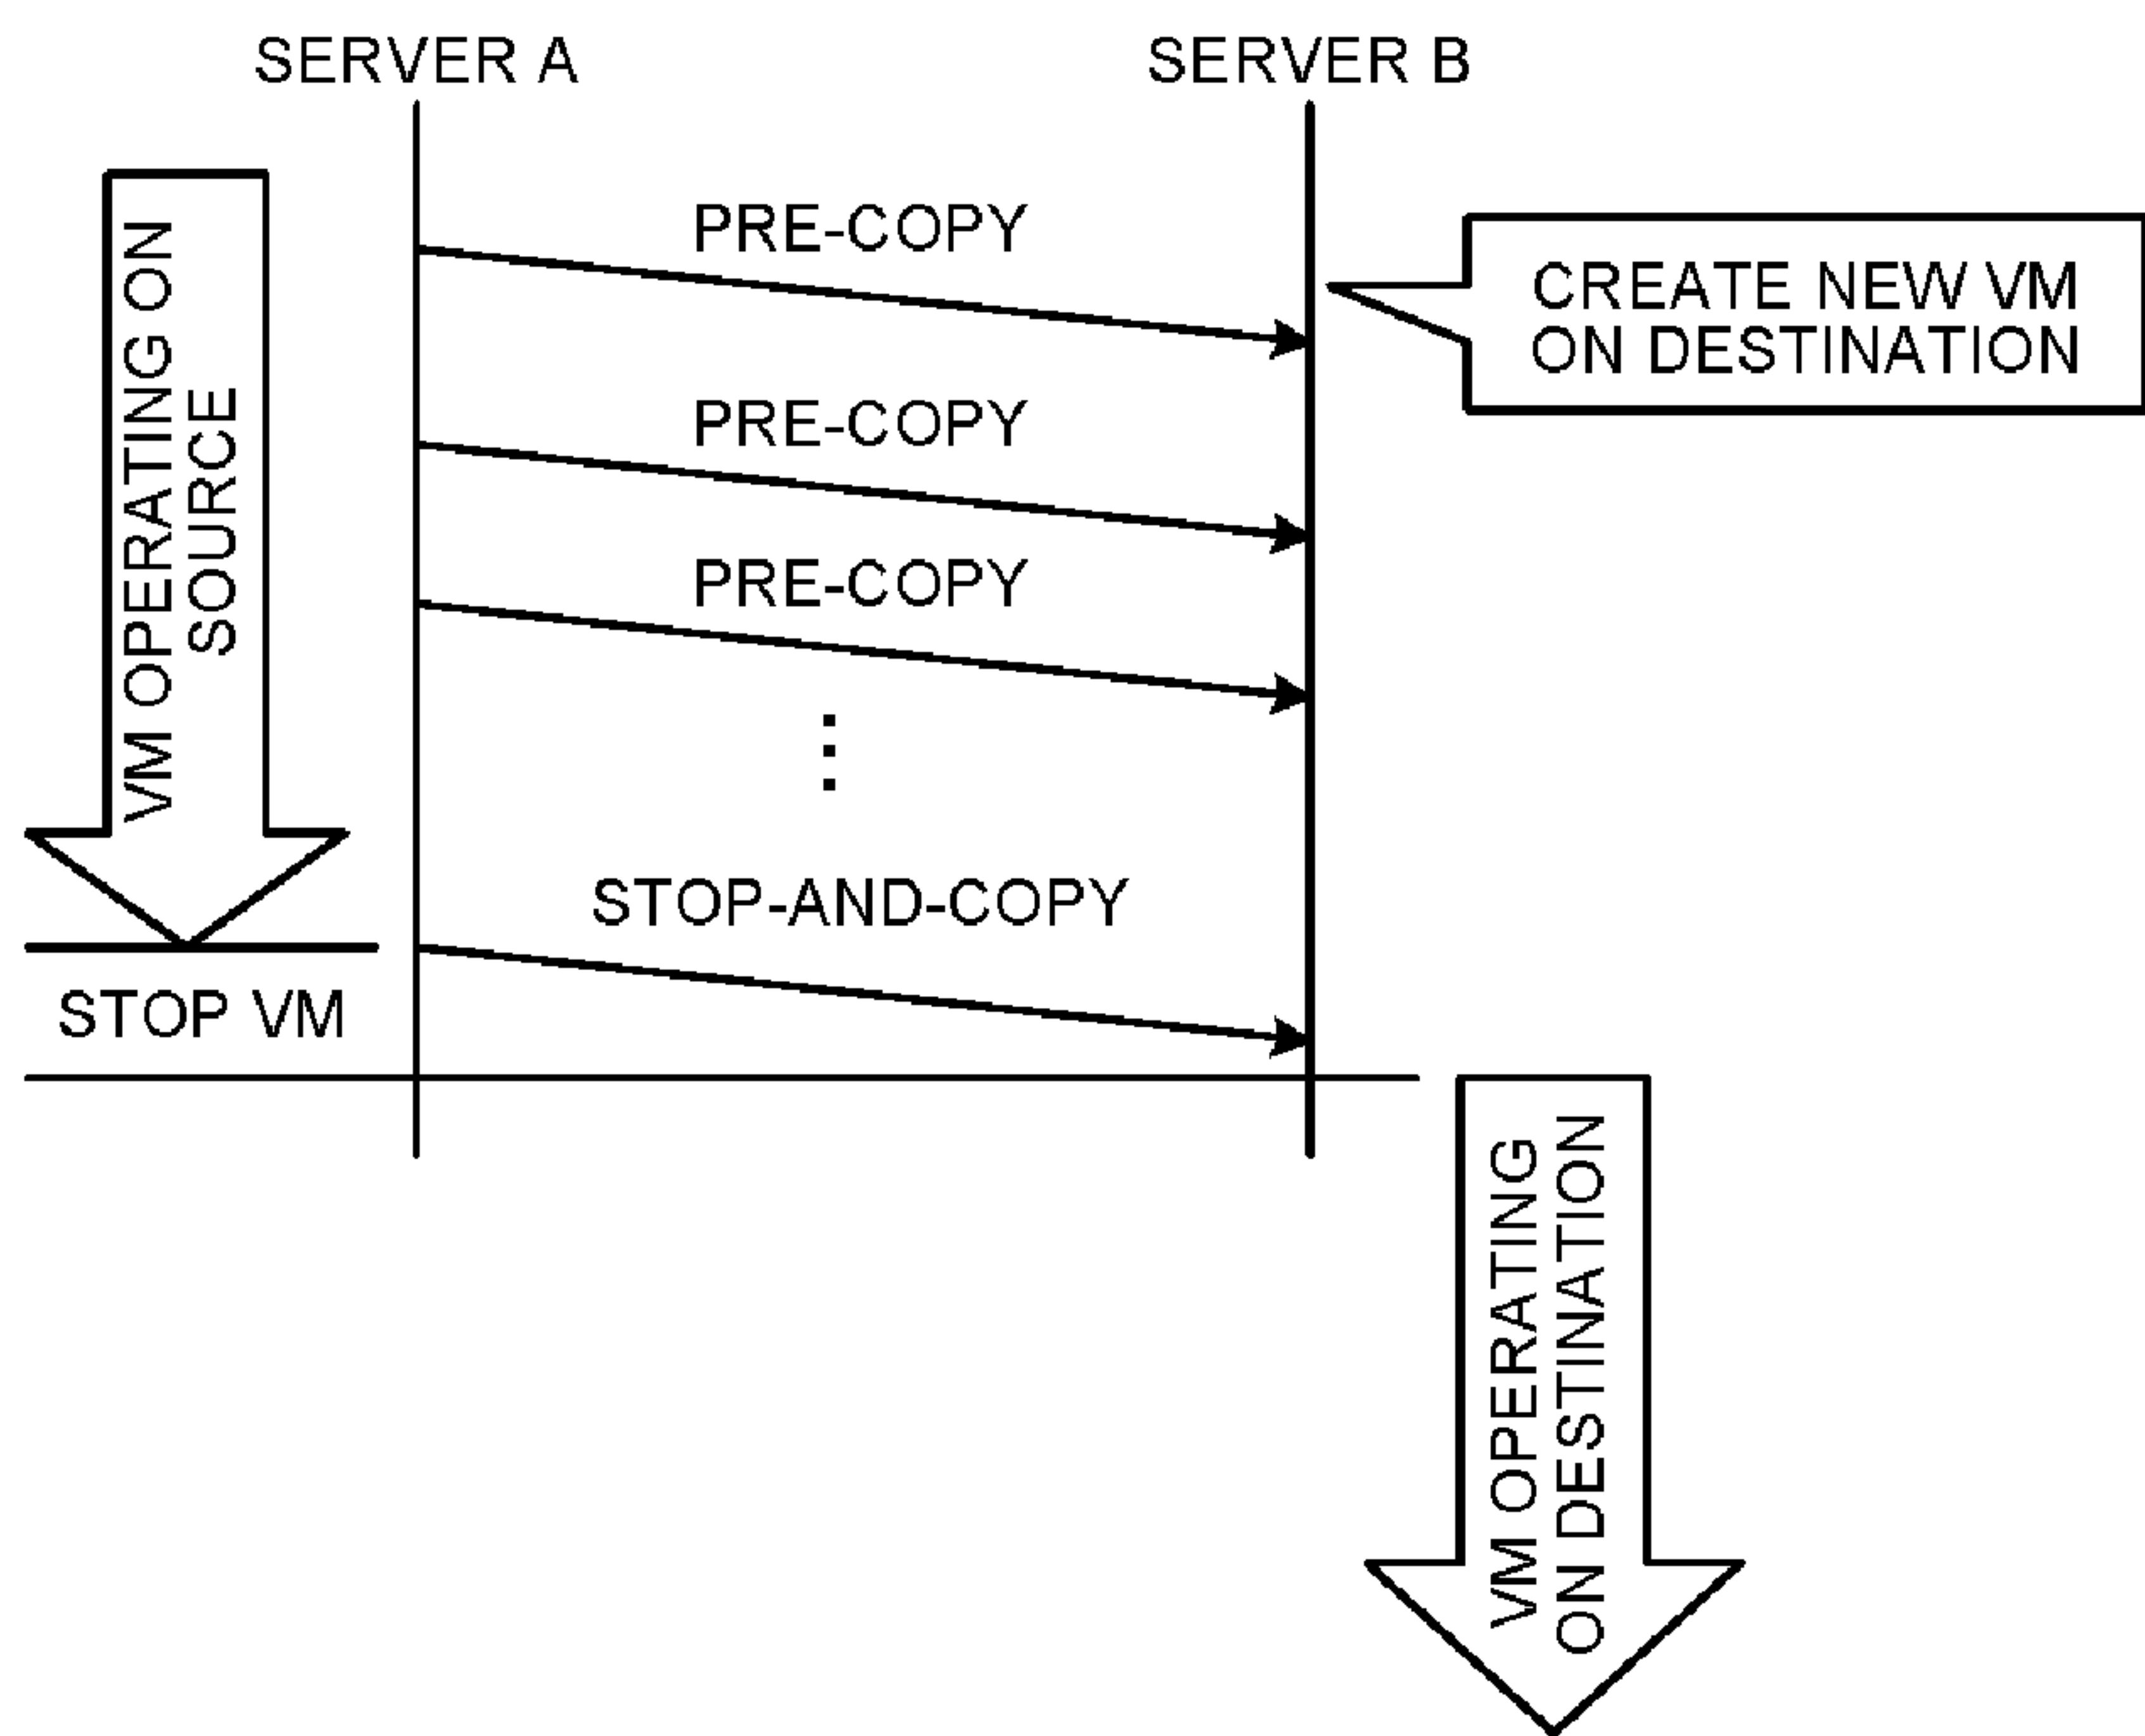 SERVER A
SERVER B
VM OPERATING ON
SOURCE
PRE-COPY
CREATE NEW VM
ON DESTINATION
PRE-COPY
PRE-COPY
STOP-AND-COPY
STOP VM
VM OPERATING
ON DESTINATION